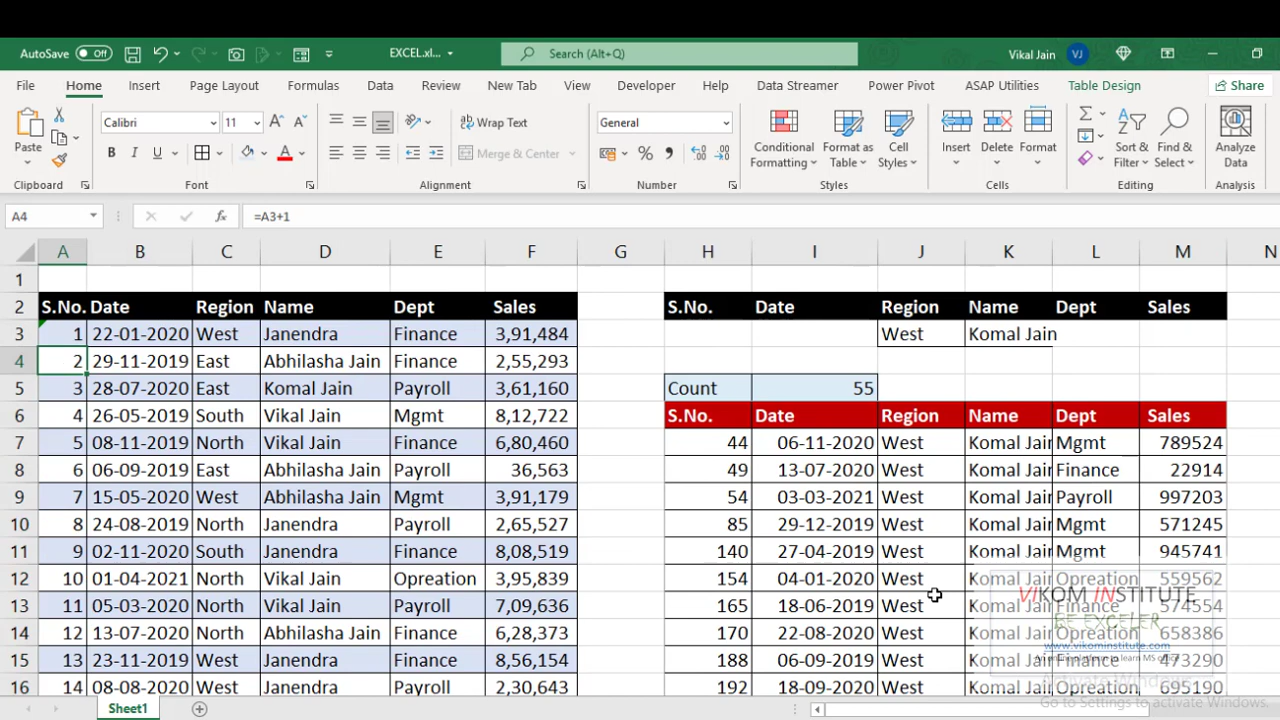 AutoSave Off EXCEL.xl... Search (Alt+Q) Vikal Jain VJ
File Home Insert Page Layout Formulas Data Review New Tab View Developer Help Data Streamer Power Pivot ASAP Utilities Table Design Share
Paste Calibri 11 Wrap Text General Conditional Formatting Format as Table Cell Styles Insert Delete Format Sort & Filter Find & Select Analyze Data
B I U A Merge & Center % 
Clipboard Font Alignment Number Styles Cells Editing Analysis
A4 fx =A3+1
A B C D E F G H I J K L M N
1
2 S.No. Date Region Name Dept Sales S.No. Date Region Name Dept Sales
3 1 22-01-2020 West Janendra Finance 3,91,484 West Komal Jain
4 2 29-11-2019 East Abhilasha Jain Finance 2,55,293
5 3 28-07-2020 East Komal Jain Payroll 3,61,160 Count 55
6 4 26-05-2019 South Vikal Jain Mgmt 8,12,722 S.No. Date Region Name Dept Sales
7 5 08-11-2019 North Vikal Jain Mgmt 6,80,460 44 06-11-2020 West Komal Jain Mgmt 789524
8 6 06-09-2019 East Abhilasha Jain Payroll 36,563 49 13-07-2020 West Komal Jain Finance 22914
9 7 15-05-2020 West Abhilasha Jain Mgmt 3,91,179 54 03-03-2021 West Komal Jain Payroll 997203
10 8 24-08-2019 North Janendra Payroll 2,65,527 85 29-12-2019 West Komal Jain Mgmt 571245
11 9 02-11-2020 South Janendra Finance 8,08,519 140 27-04-2019 West Komal Jain Mgmt 945741
12 10 01-04-2021 North Vikal Jain Opreation 3,95,839 154 04-01-2020 West Komal Jain Opreation 559562
13 11 05-03-2020 North Vikal Jain Payroll 7,09,636 165 18-06-2019 West Komal Jain Finance 574554
14 12 13-07-2020 North Abhilasha Jain Payroll 6,28,373 170 22-08-2020 West Komal Jain Opreation 658386
15 13 23-11-2019 West Janendra Finance 8,56,154 188 06-09-2019 West Komal Jain Finance 473290
16 14 08-08-2020 West Janendra Payroll 2,30,643 192 18-09-2020 West Komal Jain Opreation 695190
VIKOM INSTITUTE
BE EXCELER
www.vikominstitute.com
Activate Windows
Go to Settings to activate Windows.
Sheet1